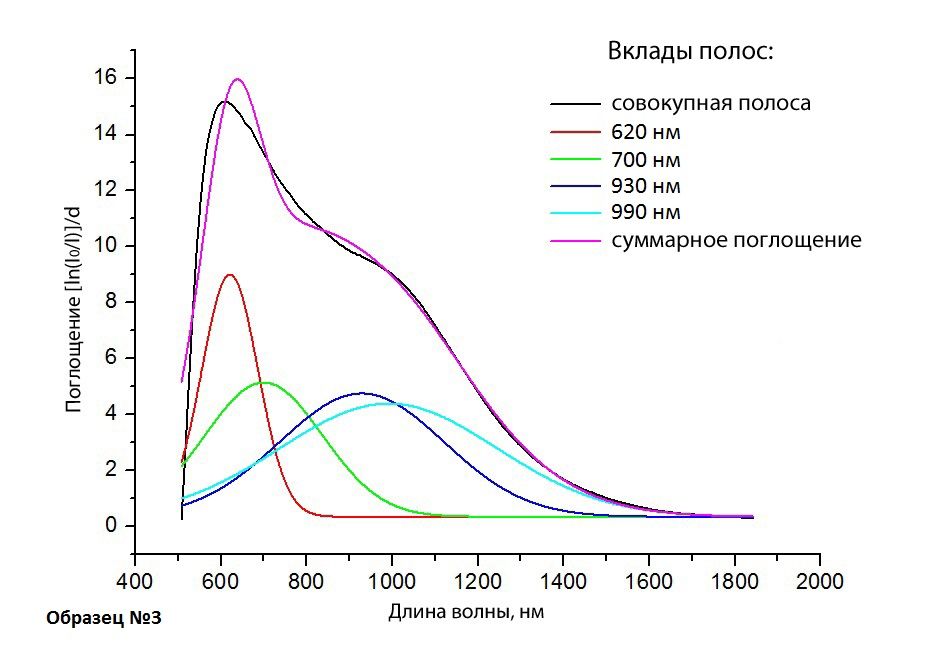 Вклады полос:
совокупная полоса
620 нм
700 нм
930 нм
990 нм
суммарное поглощение
Поглощение [ln(I₀/I)]/d
16
14
12
10
8
6
4
2
0
400 600 800 1000 1200 1400 1600 1800 2000
Длина волны, нм
Образец №3